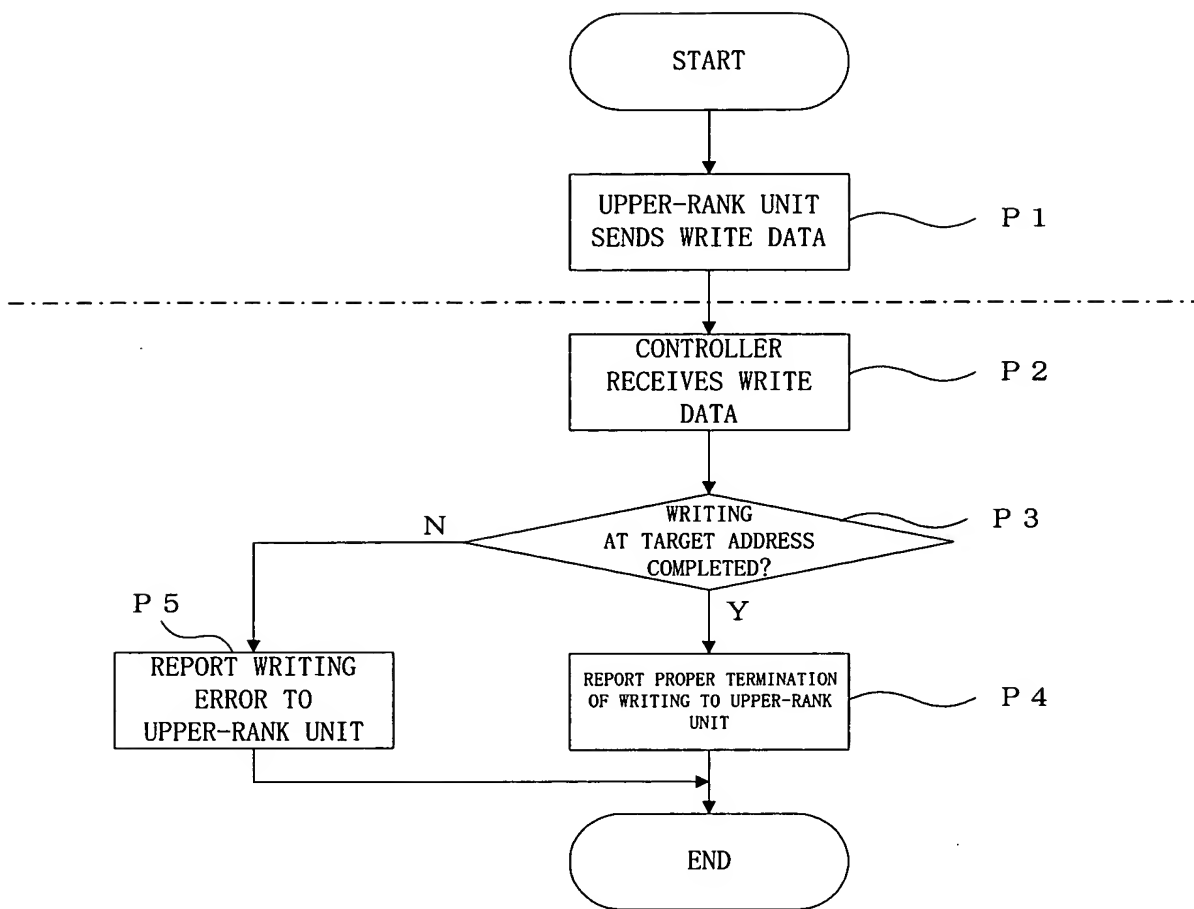 START
UPPER-RANK UNIT
SENDS WRITE DATA
P 1
CONTROLLER
RECEIVES WRITE
DATA
P 2
WRITING
AT TARGET ADDRESS
COMPLETED?
P 3
N
Y
P 5
REPORT WRITING
ERROR TO
UPPER-RANK UNIT
REPORT PROPER TERMINATION
OF WRITING TO UPPER-RANK
UNIT
P 4
END